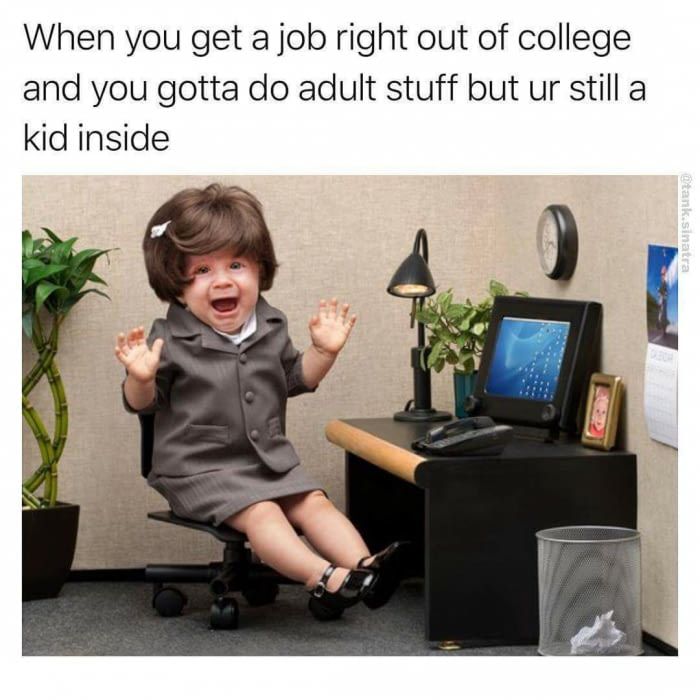 When you get a job right out of college
and you gotta do adult stuff but ur still a
kid inside
@tank.sinatra